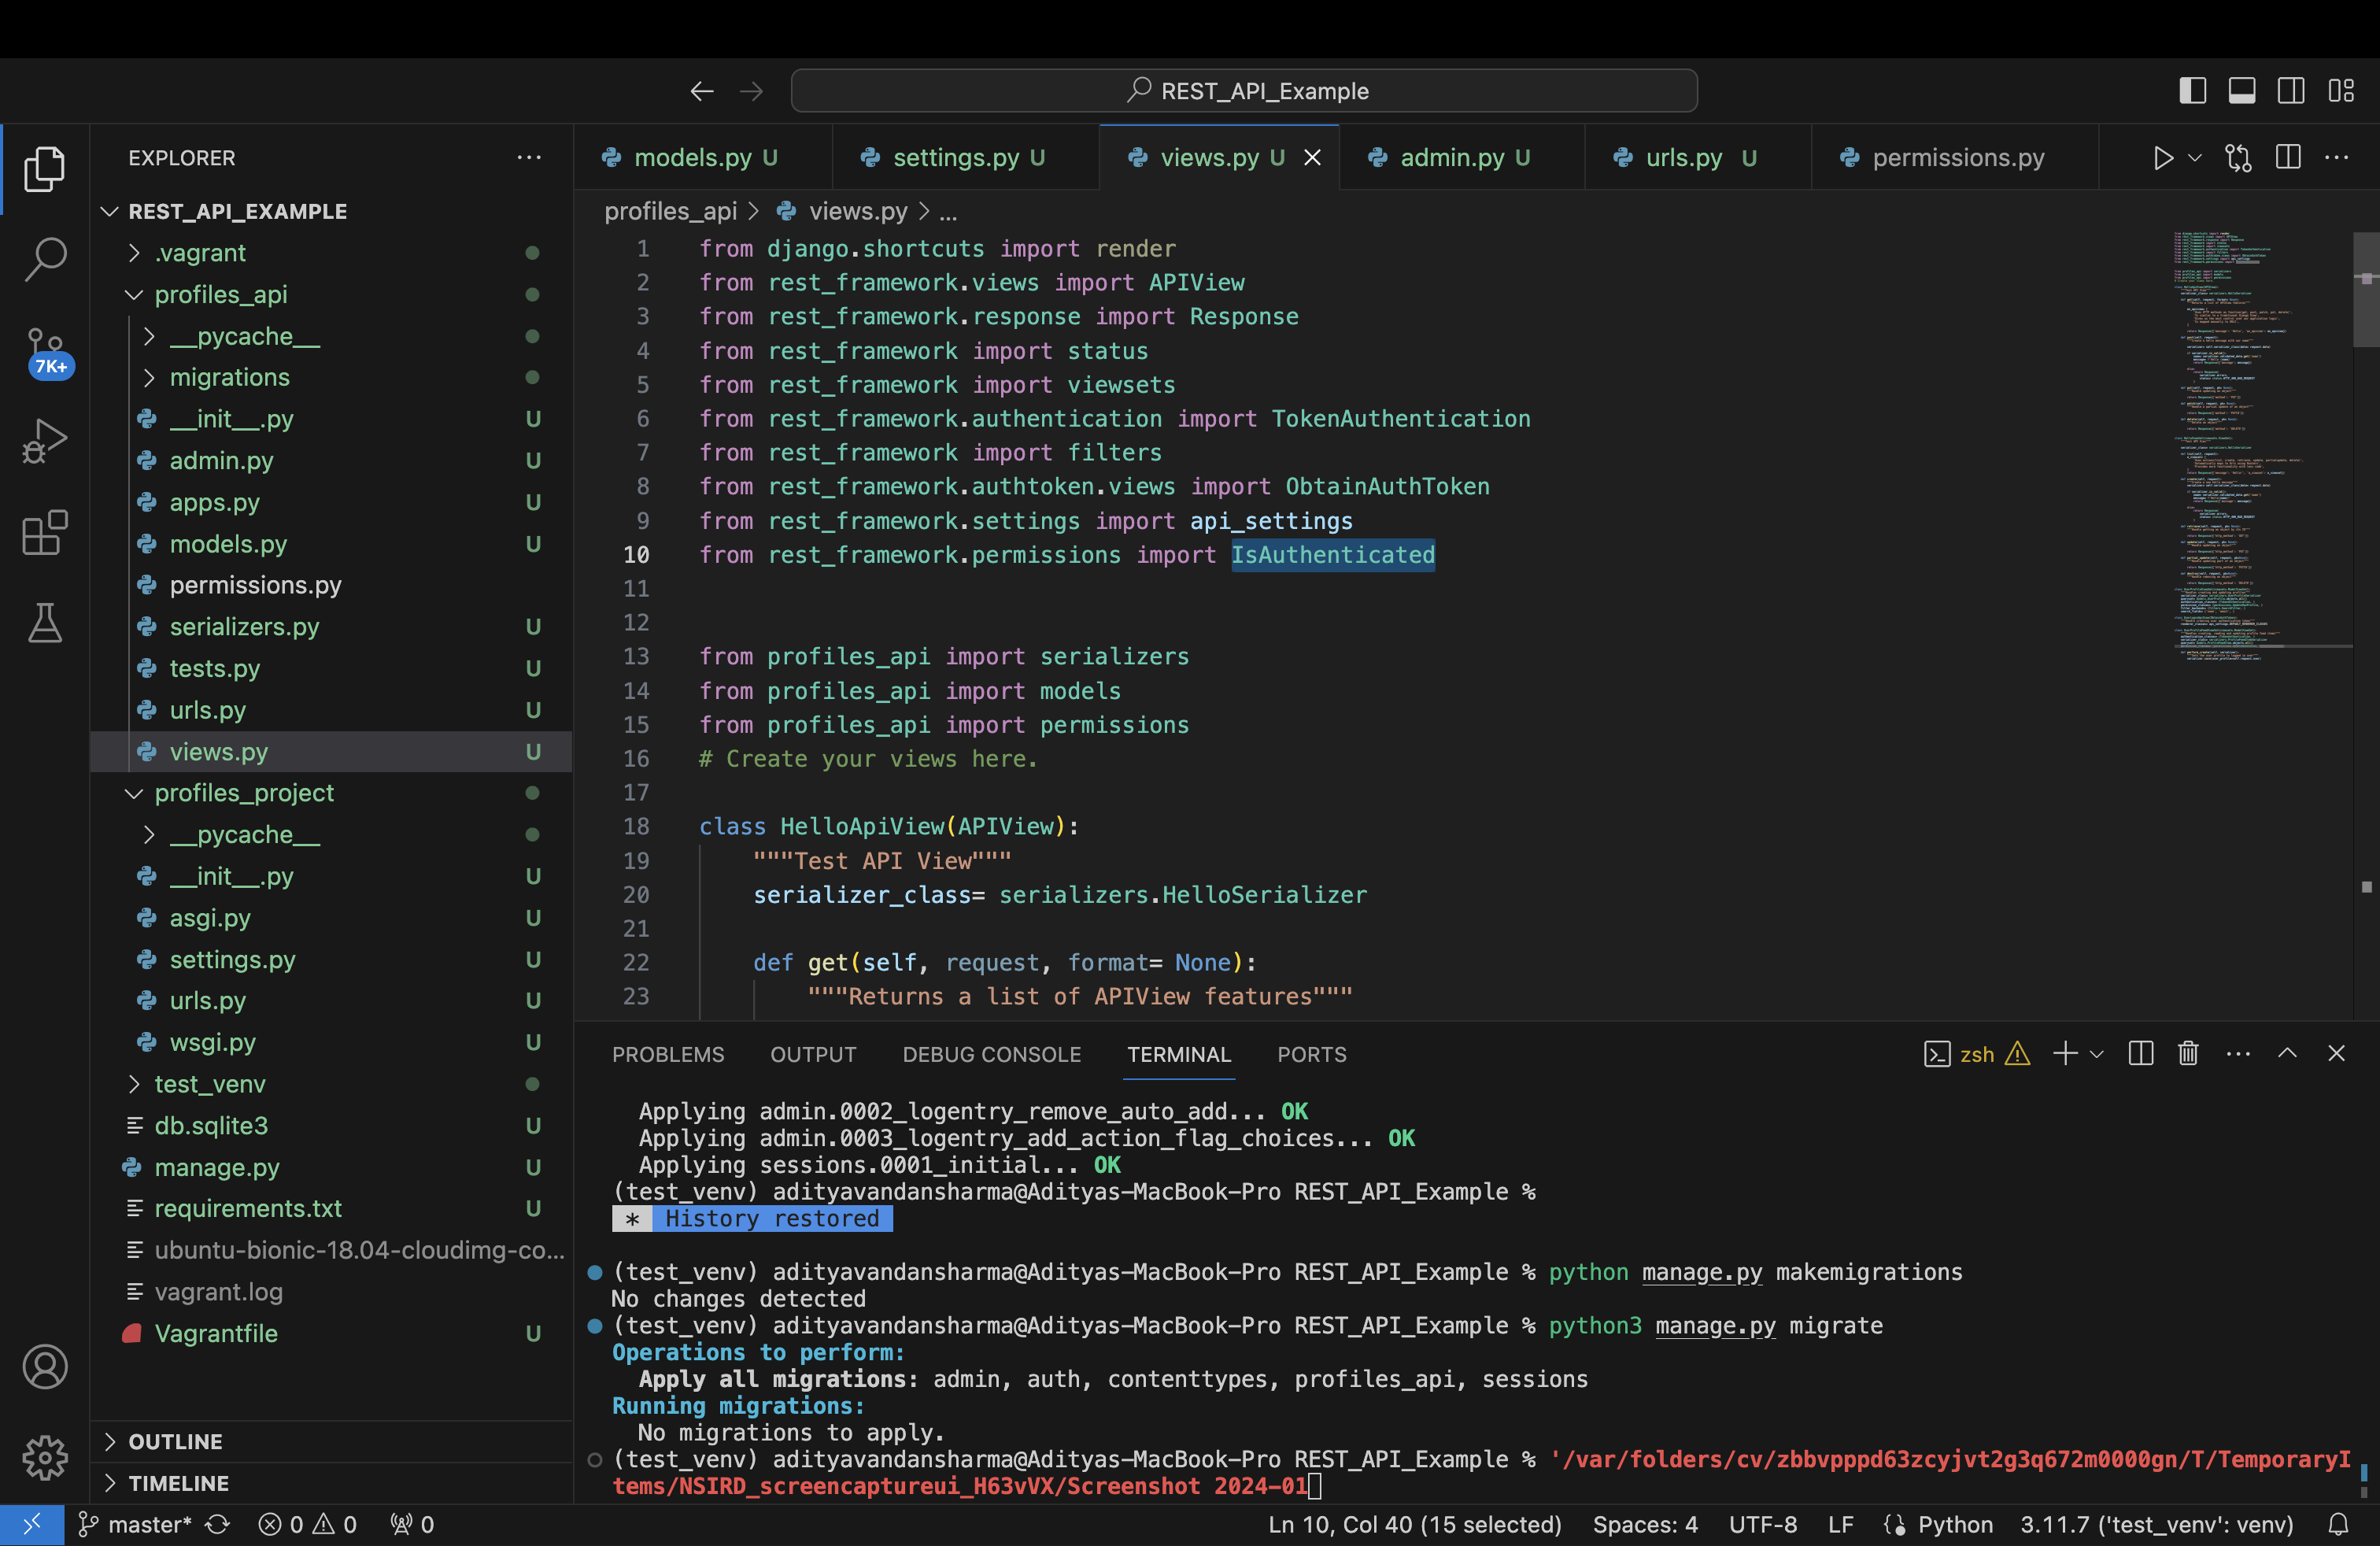 REST_API_Example
EXPLORER
REST_API_EXAMPLE
.vagrant
profiles_api
__pycache__
migrations
__init__.py U
admin.py U
apps.py U
models.py U
permissions.py
serializers.py U
tests.py U
urls.py U
views.py U
profiles_project
__pycache__
__init__.py U
asgi.py U
settings.py U
urls.py U
wsgi.py U
test_venv
db.sqlite3 U
manage.py U
requirements.txt U
ubuntu-bionic-18.04-cloudimg-co...
vagrant.log
Vagrantfile U
OUTLINE
TIMELINE
7K+
models.py U settings.py U views.py U admin.py U urls.py U permissions.py
profiles_api > views.py > ...
1 from django.shortcuts import render
2 from rest_framework.views import APIView
3 from rest_framework.response import Response
4 from rest_framework import status
5 from rest_framework import viewsets
6 from rest_framework.authentication import TokenAuthentication
7 from rest_framework import filters
8 from rest_framework.authtoken.views import ObtainAuthToken
9 from rest_framework.settings import api_settings
10 from rest_framework.permissions import IsAuthenticated
11
12
13 from profiles_api import serializers
14 from profiles_api import models
15 from profiles_api import permissions
16 # Create your views here.
17
18 class HelloApiView(APIView):
19 """Test API View"""
20 serializer_class= serializers.HelloSerializer
21
22 def get(self, request, format= None):
23 """Returns a list of APIView features"""
PROBLEMS OUTPUT DEBUG CONSOLE TERMINAL PORTS
zsh
Applying admin.0002_logentry_remove_auto_add... OK
Applying admin.0003_logentry_add_action_flag_choices... OK
Applying sessions.0001_initial... OK
(test_venv) adityavandansharma@Adityas-MacBook-Pro REST_API_Example %
* History restored
(test_venv) adityavandansharma@Adityas-MacBook-Pro REST_API_Example % python manage.py makemigrations
No changes detected
(test_venv) adityavandansharma@Adityas-MacBook-Pro REST_API_Example % python3 manage.py migrate
Operations to perform:
Apply all migrations: admin, auth, contenttypes, profiles_api, sessions
Running migrations:
No migrations to apply.
(test_venv) adityavandansharma@Adityas-MacBook-Pro REST_API_Example % '/var/folders/cv/zbbvpppd63zcyjvt2g3q672m0000gn/T/TemporaryI
tems/NSIRD_screencaptureui_H63vVX/Screenshot 2024-01
master* 0 0 0 Ln 10, Col 40 (15 selected) Spaces: 4 UTF-8 LF Python 3.11.7 ('test_venv': venv)